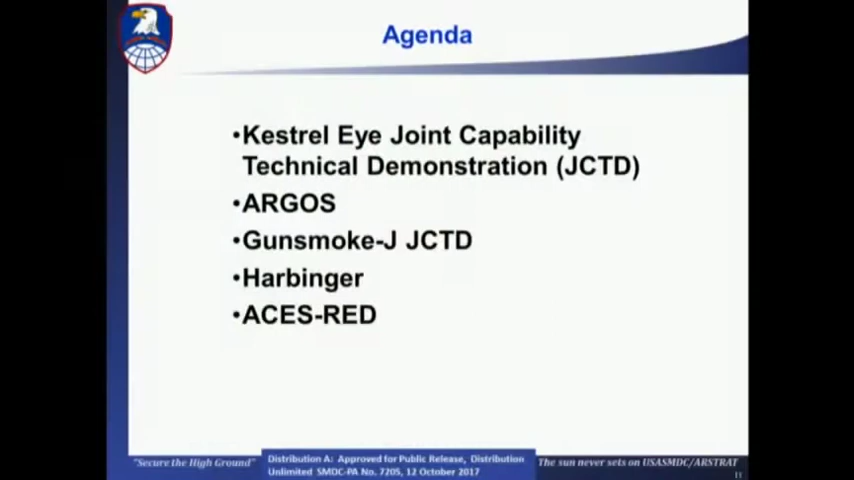 Agenda
•Kestrel Eye Joint Capability
Technical Demonstration (JCTD)
•ARGOS
•Gunsmoke-J JCTD
•Harbinger
•ACES-RED
"Secure the High Ground"
Distribution A: Approved for Public Release, Distribution
Unlimited SMDC-PA No. 7205, 12 October 2017
The sun never sets on USASMDC/ARSTRAT